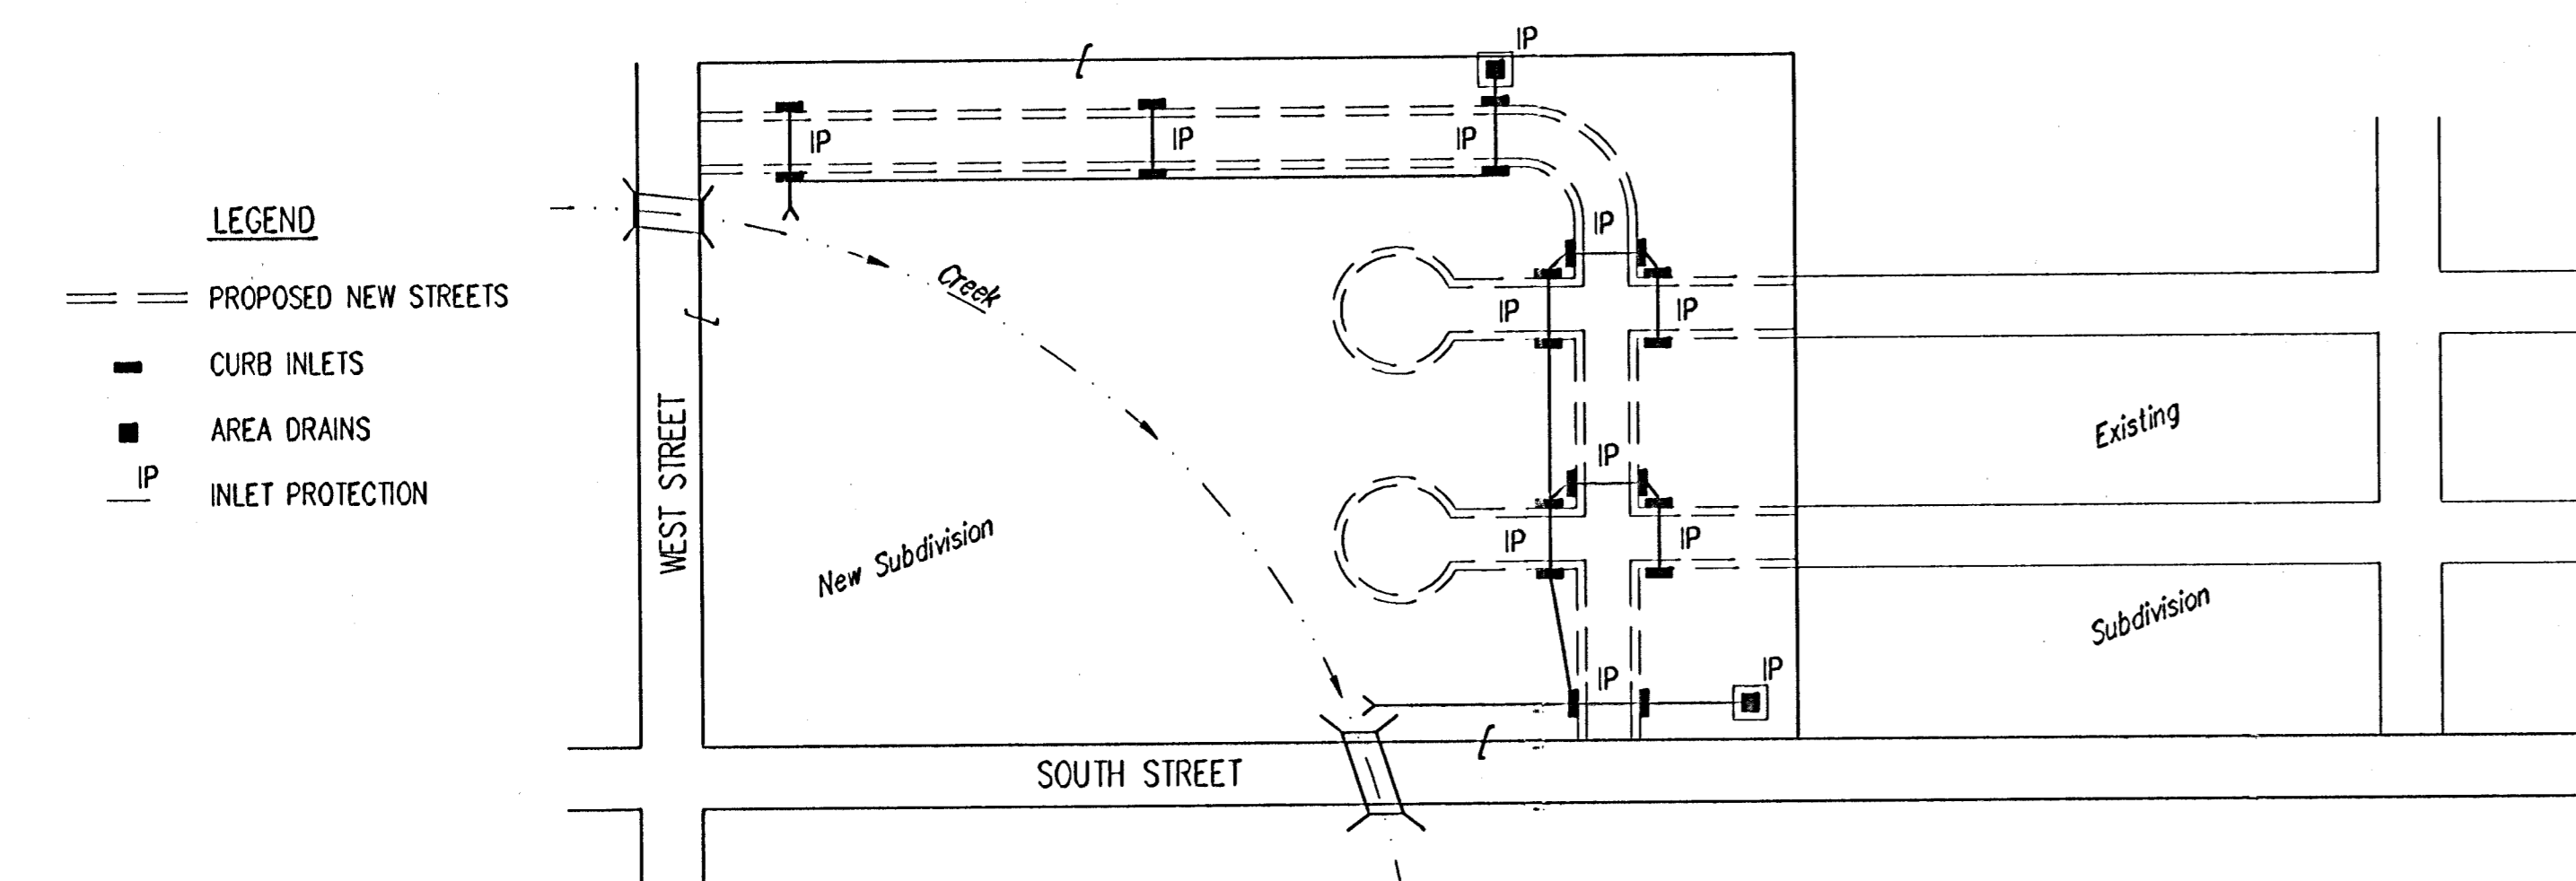 IP
IP
IP
IP
LEGEND
PROPOSED NEW STREETS
CURB INLETS
AREA DRAINS
IP
INLET PROTECTION
WEST STREET
Creek
New Subdivision
IP
IP
IP
IP
IP
IP
IP
IP
Existing
Subdivision
SOUTH STREET